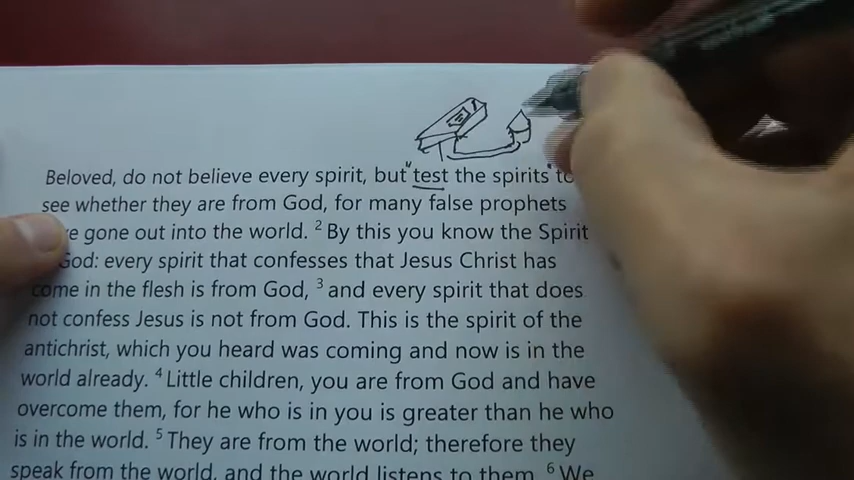 Beloved, do not believe every spirit, but "test the spirits"
see whether they are from God, for many false prophets
gone out into the world. 2 By this you know the Spirit
God: every spirit that confesses that Jesus Christ has
come in the flesh is from God, 3 and every spirit that does
not confess Jesus is not from God. This is the spirit of the
antichrist, which you heard was coming and now is in the
world already. 4 Little children, you are from God and have
overcome them, for he who is in you is greater than he who
is in the world. 5 They are from the world; therefore they
speak from the world, and the world listens to them. 6 We